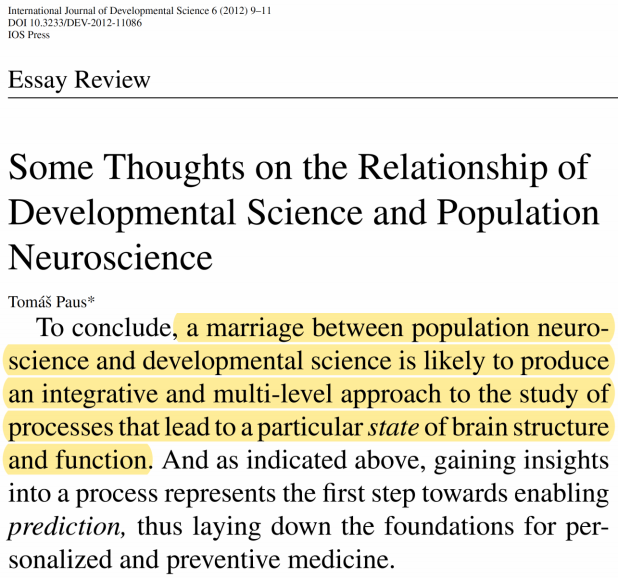 International Journal of Developmental Science 6 (2012) 9–11
DOI 10.3233/DEV-2012-11086
IOS Press
Essay Review
Some Thoughts on the Relationship of
Developmental Science and Population
Neuroscience
Tomáš Paus*
To conclude, a marriage between population neuro-
science and developmental science is likely to produce
an integrative and multi-level approach to the study of
processes that lead to a particular state of brain structure
and function. And as indicated above, gaining insights
into a process represents the first step towards enabling
prediction, thus laying down the foundations for per-
sonalized and preventive medicine.